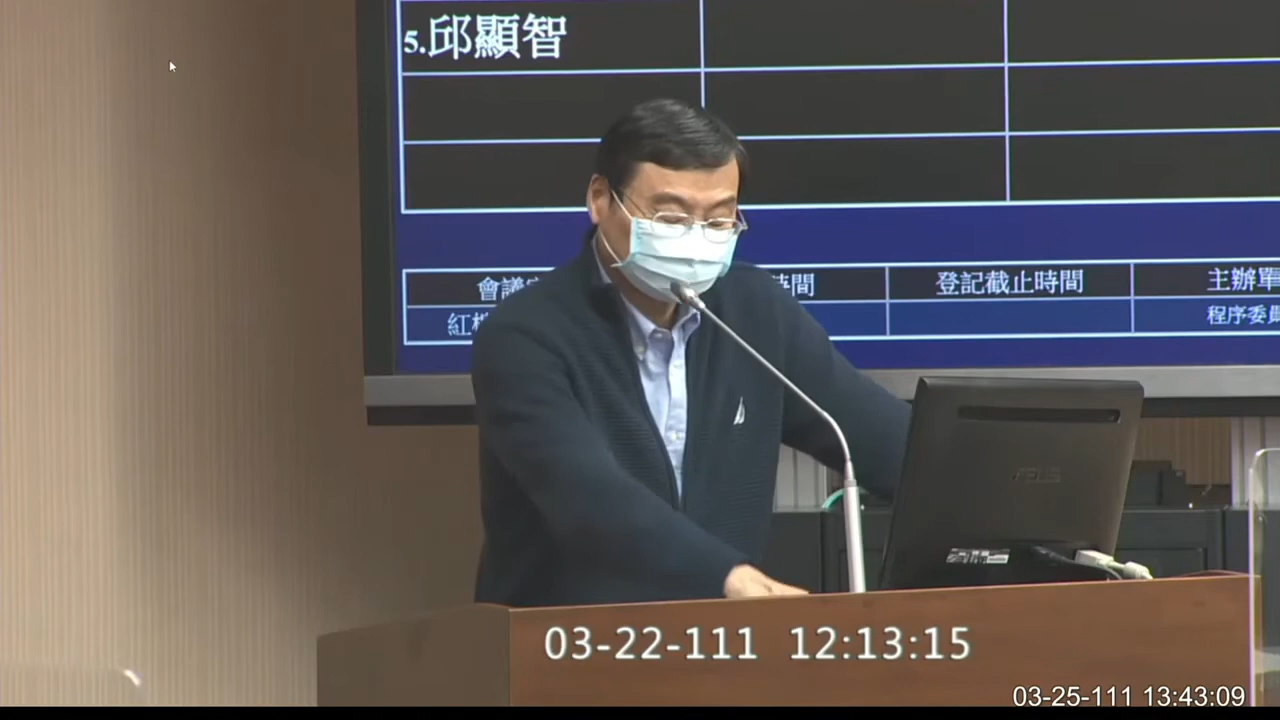 5.邱顯智
會議
時間 登記截止時間 主辦單
紅 程序委員
03-22-111 12:13:15
03-25-111 13:43:09